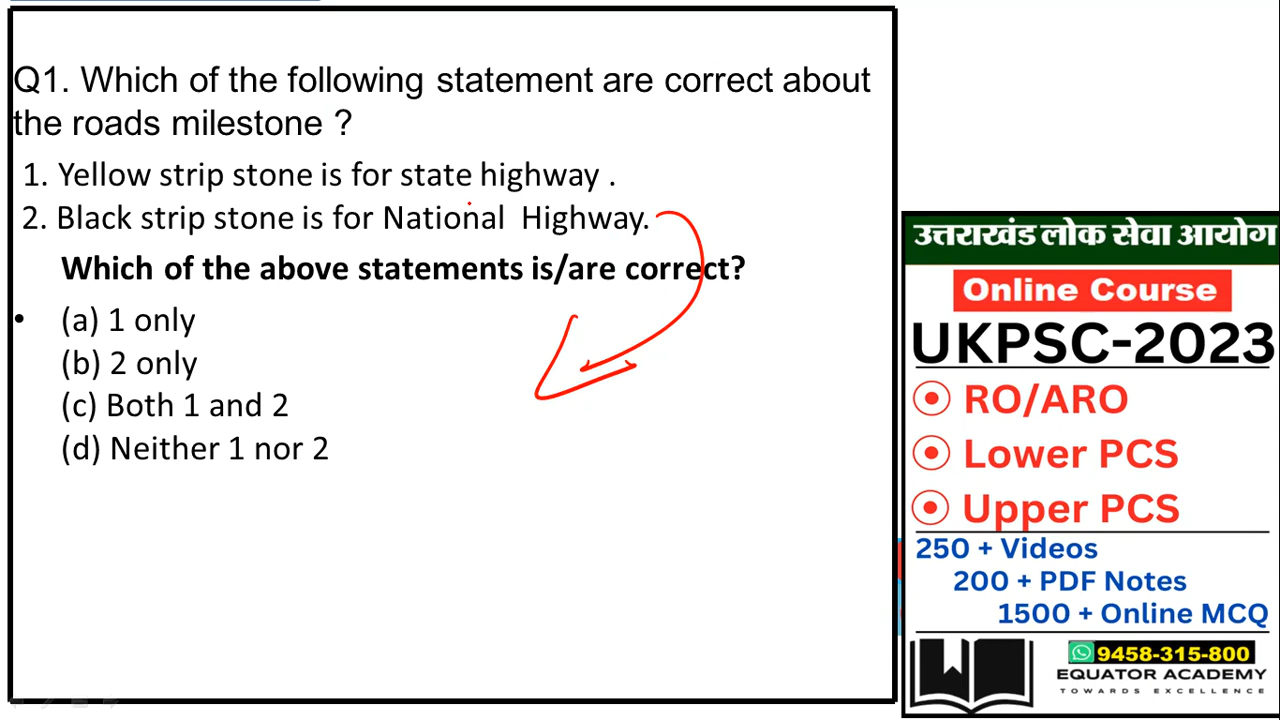 Q1. Which of the following statement are correct about
the roads milestone ?
1. Yellow strip stone is for state highway .
2. Black strip stone is for National Highway.
Which of the above statements is/are correct?
• (a) 1 only
(b) 2 only
(c) Both 1 and 2
(d) Neither 1 nor 2
उत्तराखंड लोक सेवा आयोग
Online Course
UKPSC-2023
RO/ARO
Lower PCS
Upper PCS
250 + Videos
200 + PDF Notes
1500 + Online MCQ
9458-315-800
EQUATOR ACADEMY
TOWARDS EXCELLENCE